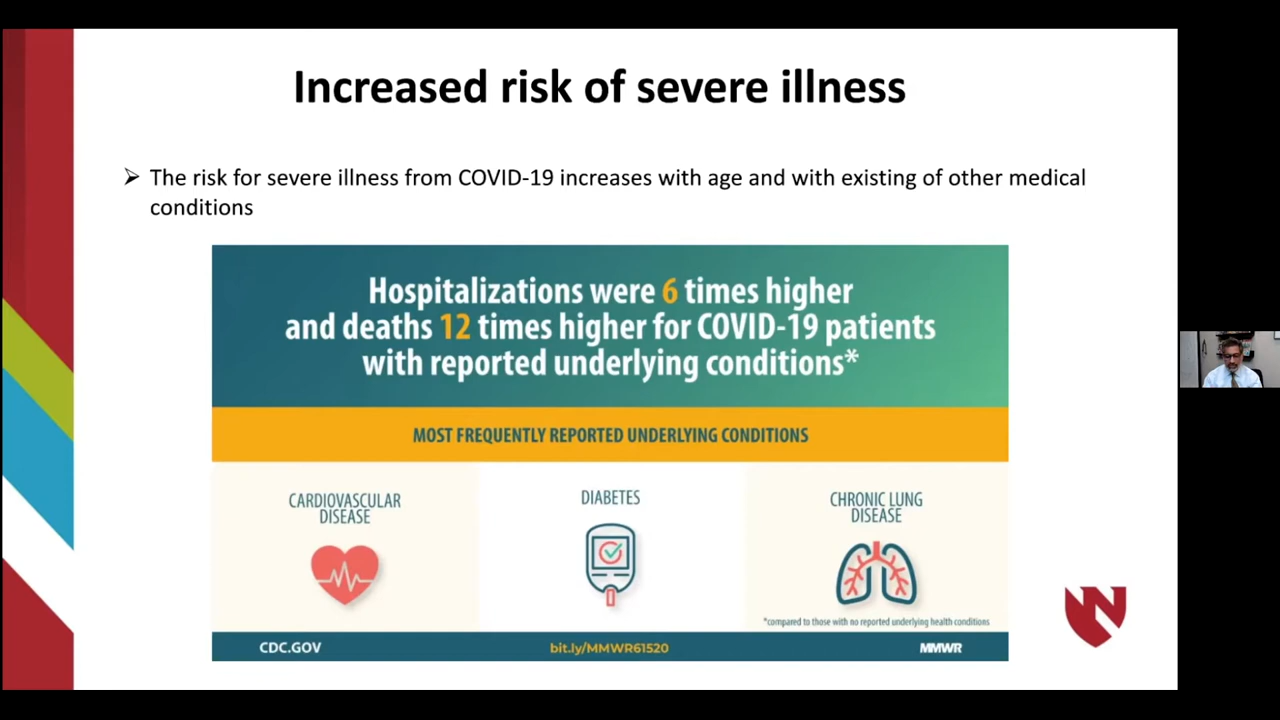 Increased risk of severe illness
➢ The risk for severe illness from COVID-19 increases with age and with existing of other medical
conditions
Hospitalizations were 6 times higher
and deaths 12 times higher for COVID-19 patients
with reported underlying conditions*
MOST FREQUENTLY REPORTED UNDERLYING CONDITIONS
CARDIOVASCULAR
DISEASE
DIABETES
CHRONIC LUNG
DISEASE
*compared to those with no reported underlying health conditions
CDC.GOV
bit.ly/MMWR61520
MMWR
N